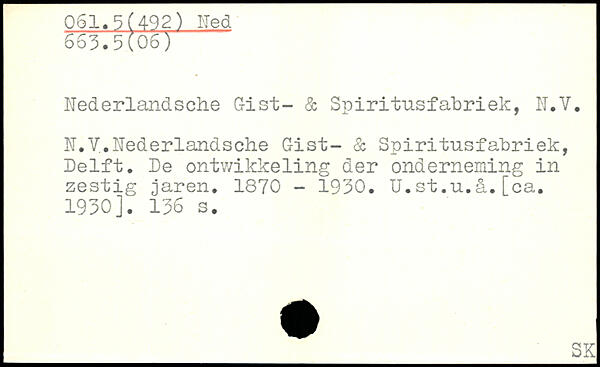 061.5(492) Ned
663.5(06)
Nederlandsche Gist- & Spiritusfabriek, N.V.
N.V.Nederlandsche Gist- & Spiritusfabriek,
Delft. De ontwikkeling der onderneming in
zestig jaren. 1870 - 1930. U.st.u.å.[ca.
1930]. 136 s.
SK